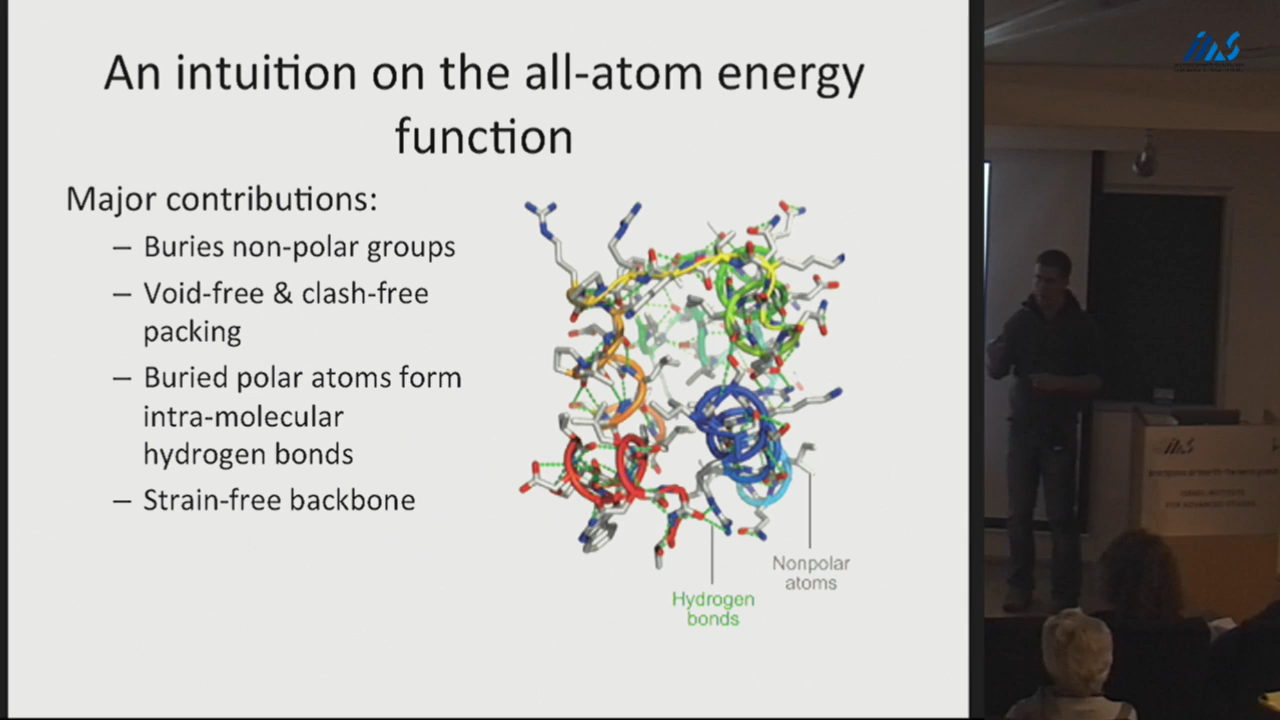 An intuition on the all-atom energy
function
Major contributions:
– Buries non-polar groups
– Void-free & clash-free
packing
– Buried polar atoms form
intra-molecular
hydrogen bonds
– Strain-free backbone
Nonpolar
atoms
Hydrogen
bonds